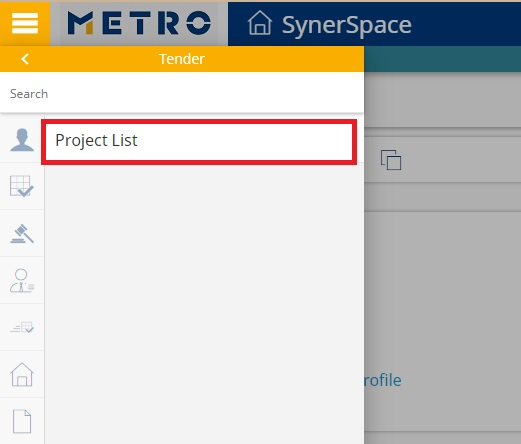 METRO SynerSpace
Tender
Search
Project List
rofile